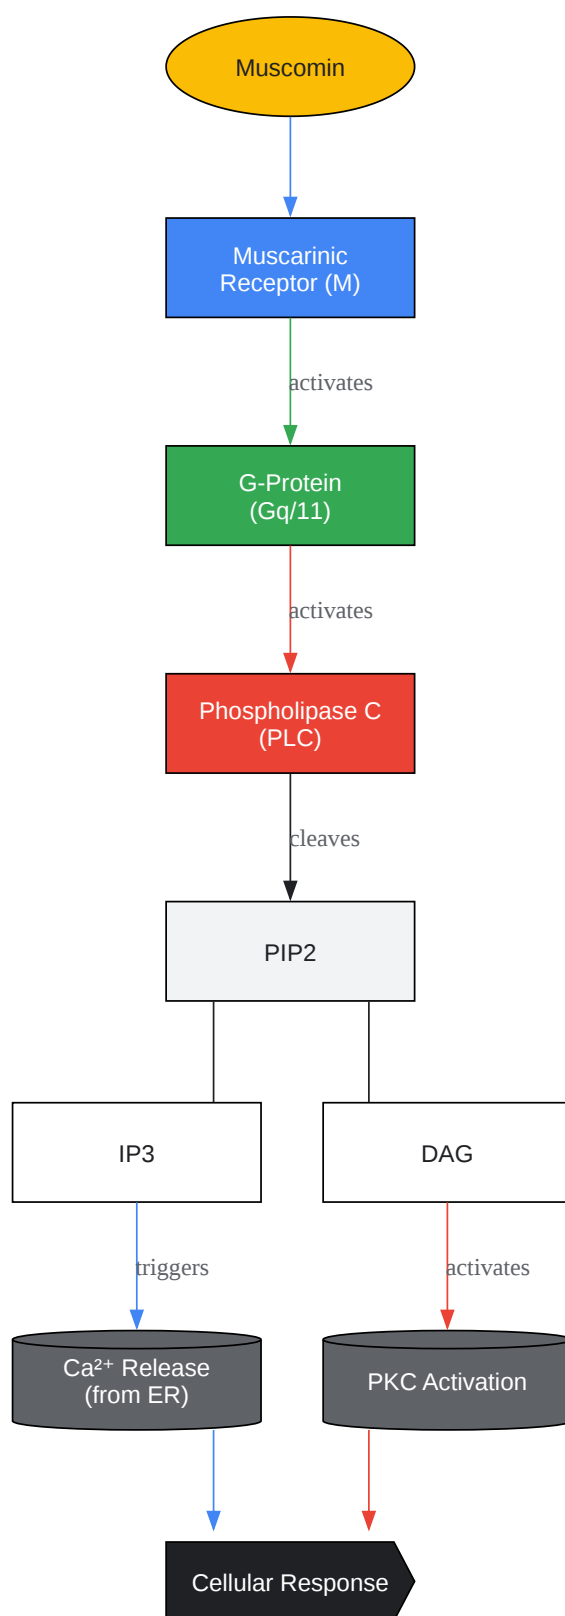 Muscomin
Muscarinic
Receptor (M)
activates
G-Protein
(Gq/11)
activates
Phospholipase C
(PLC)
cleaves
PIP2
IP3
DAG
triggers
activates
Ca²⁺ Release
(from ER)
PKC Activation
Cellular Response